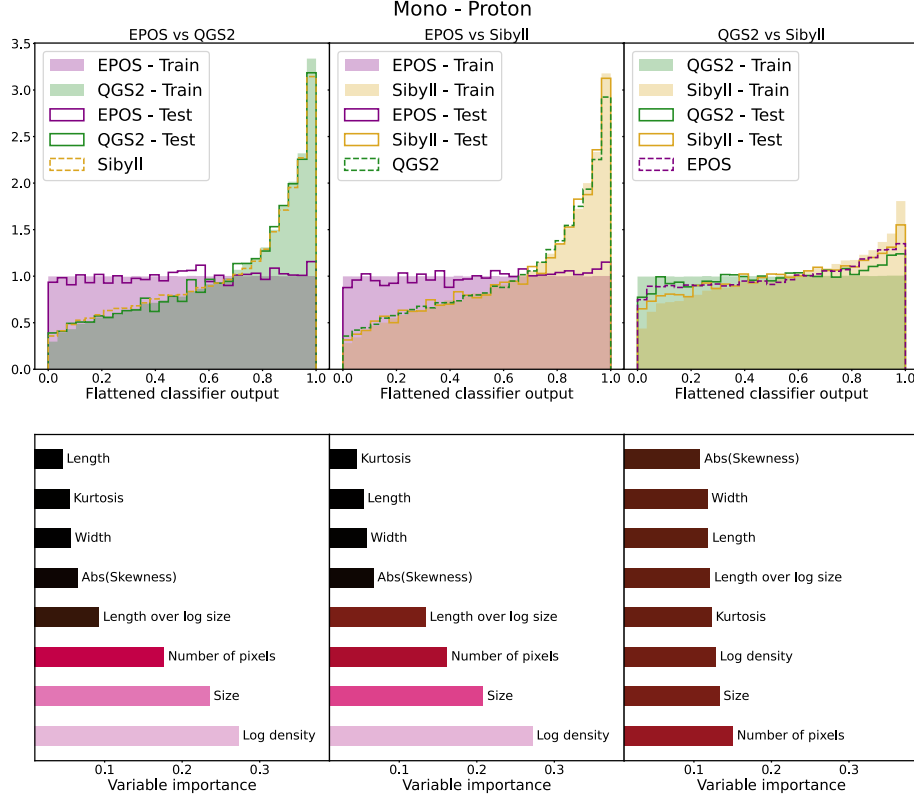 Mono - Proton
EPOS vs QGS2
EPOS vs Sibyll
QGS2 vs Sibyll
3.5
3.0
2.5
2.0
1.5
1.0
0.5
0.0
EPOS - Train
QGS2 - Train
EPOS - Test
QGS2 - Test
Sibyll
EPOS - Train
Sibyll - Train
EPOS - Test
Sibyll - Test
QGS2
QGS2 - Train
Sibyll - Train
QGS2 - Test
Sibyll - Test
EPOS
0.0 0.2 0.4 0.6 0.8 1.0
0.0 0.2 0.4 0.6 0.8 1.0
0.0 0.2 0.4 0.6 0.8 1.0
Flattened classifier output
Flattened classifier output
Flattened classifier output
Length
Kurtosis
Width
Abs(Skewness)
Length over log size
Number of pixels
Size
Log density
0.1 0.2 0.3
Variable importance
Kurtosis
Length
Width
Abs(Skewness)
Length over log size
Number of pixels
Size
Log density
0.1 0.2 0.3
Variable importance
Abs(Skewness)
Width
Length
Length over log size
Kurtosis
Log density
Size
Number of pixels
0.1 0.2 0.3
Variable importance